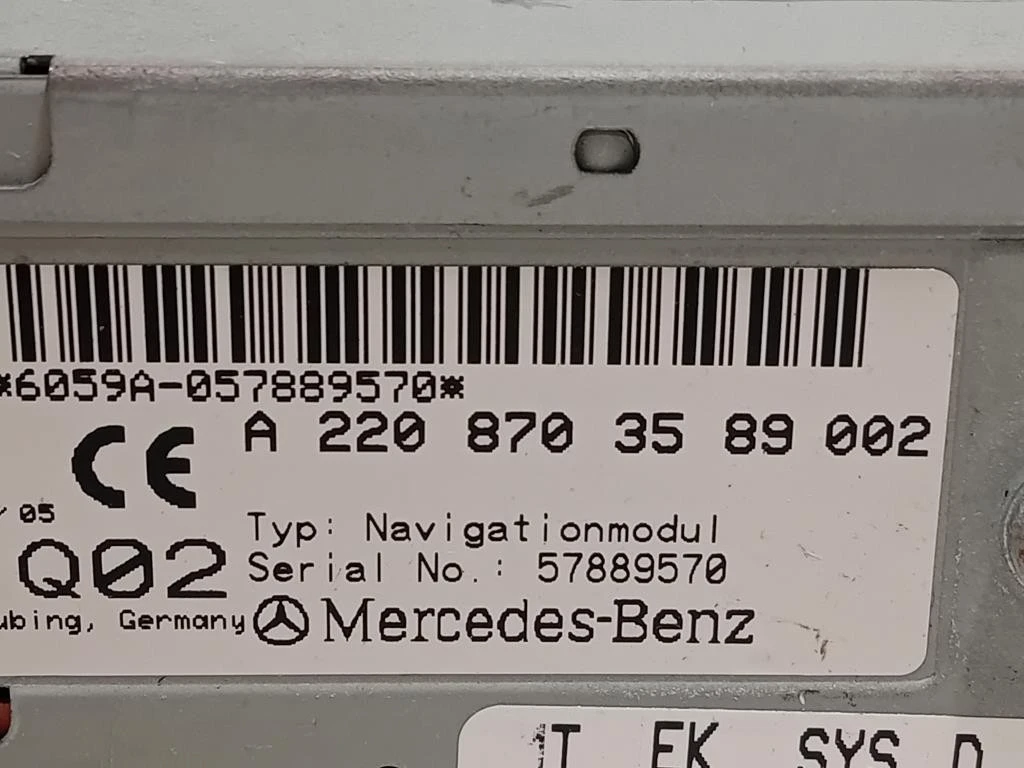 *6059A-057889570*
A 220 870 35 89 002
CE
/ 05
Typ: Navigationmodul
Q02
Serial No.: 57889570
ubing, Germany
Mercedes-Benz
EK SYS D